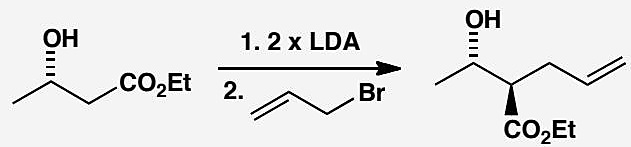 OH
CO2Et
1. 2 x LDA
2.
Br
OH
CO2Et